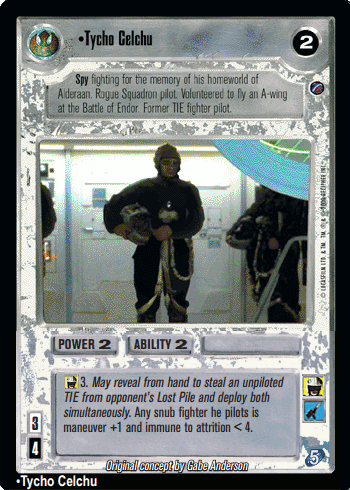 •Tycho Celchu
2
Spy fighting for the memory of his homeworld of
Alderaan. Rogue Squadron pilot. Volunteered to fly an A-wing
at the Battle of Endor. Former TIE fighter pilot.
POWER 2 ABILITY 2
3. May reveal from hand to steal an unpiloted
TIE from opponent's Lost Pile and deploy both
simultaneously. Any snub fighter he pilots is
maneuver +1 and immune to attrition < 4.
3
4
5
Original concept by Gabe Anderson
•Tycho Celchu